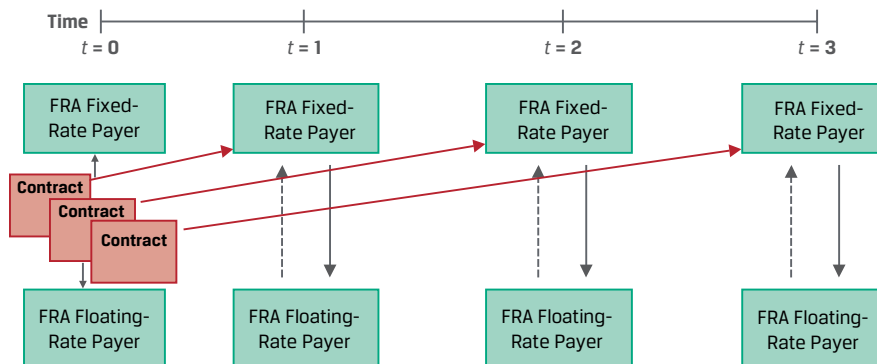 Time
t = 0
t = 1
t = 2
t = 3
FRA Fixed-
Rate Payer
FRA Fixed-
Rate Payer
FRA Fixed-
Rate Payer
FRA Fixed-
Rate Payer
Contract
Contract
Contract
FRA Floating-
Rate Payer
FRA Floating-
Rate Payer
FRA Floating-
Rate Payer
FRA Floating-
Rate Payer